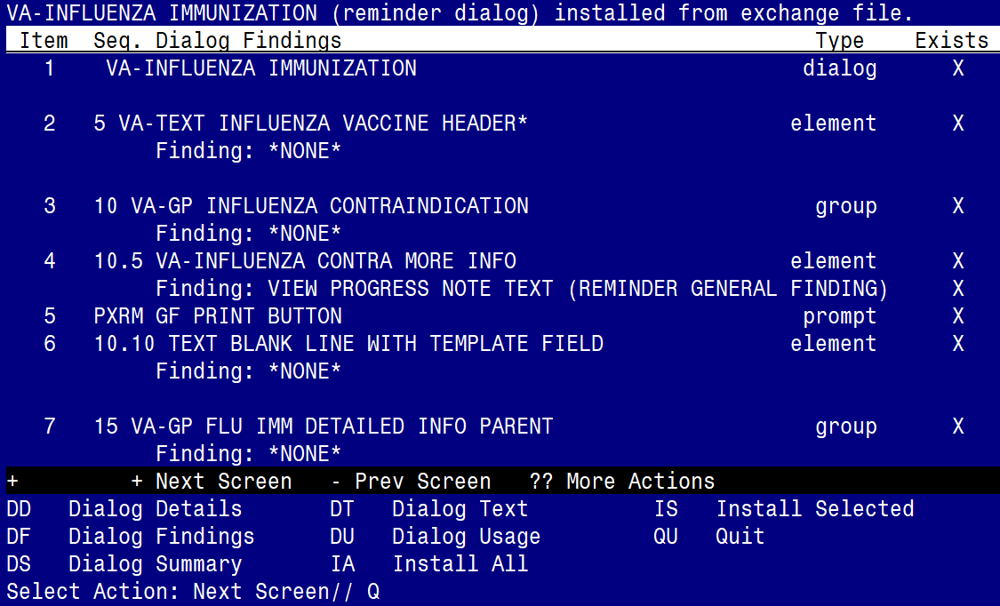 VA-INFLUENZA IMMUNIZATION (reminder dialog) installed from exchange file.
Item Seq. Dialog Findings Type Exists
1 VA-INFLUENZA IMMUNIZATION dialog X
2 5 VA-TEXT INFLUENZA VACCINE HEADER* element X
Finding: *NONE*
3 10 VA-GP INFLUENZA CONTRAINDICATION group X
Finding: *NONE*
4 10.5 VA-INFLUENZA CONTRA MORE INFO element X
Finding: VIEW PROGRESS NOTE TEXT (REMINDER GENERAL FINDING) X
5 PXRM GF PRINT BUTTON prompt X
6 10.10 TEXT BLANK LINE WITH TEMPLATE FIELD element X
Finding: *NONE*
7 15 VA-GP FLU IMM DETAILED INFO PARENT group X
Finding: *NONE*
+ + Next Screen - Prev Screen ?? More Actions
DD Dialog Details DT Dialog Text IS Install Selected
DF Dialog Findings DU Dialog Usage QU Quit
DS Dialog Summary IA Install All
Select Action: Next Screen// Q